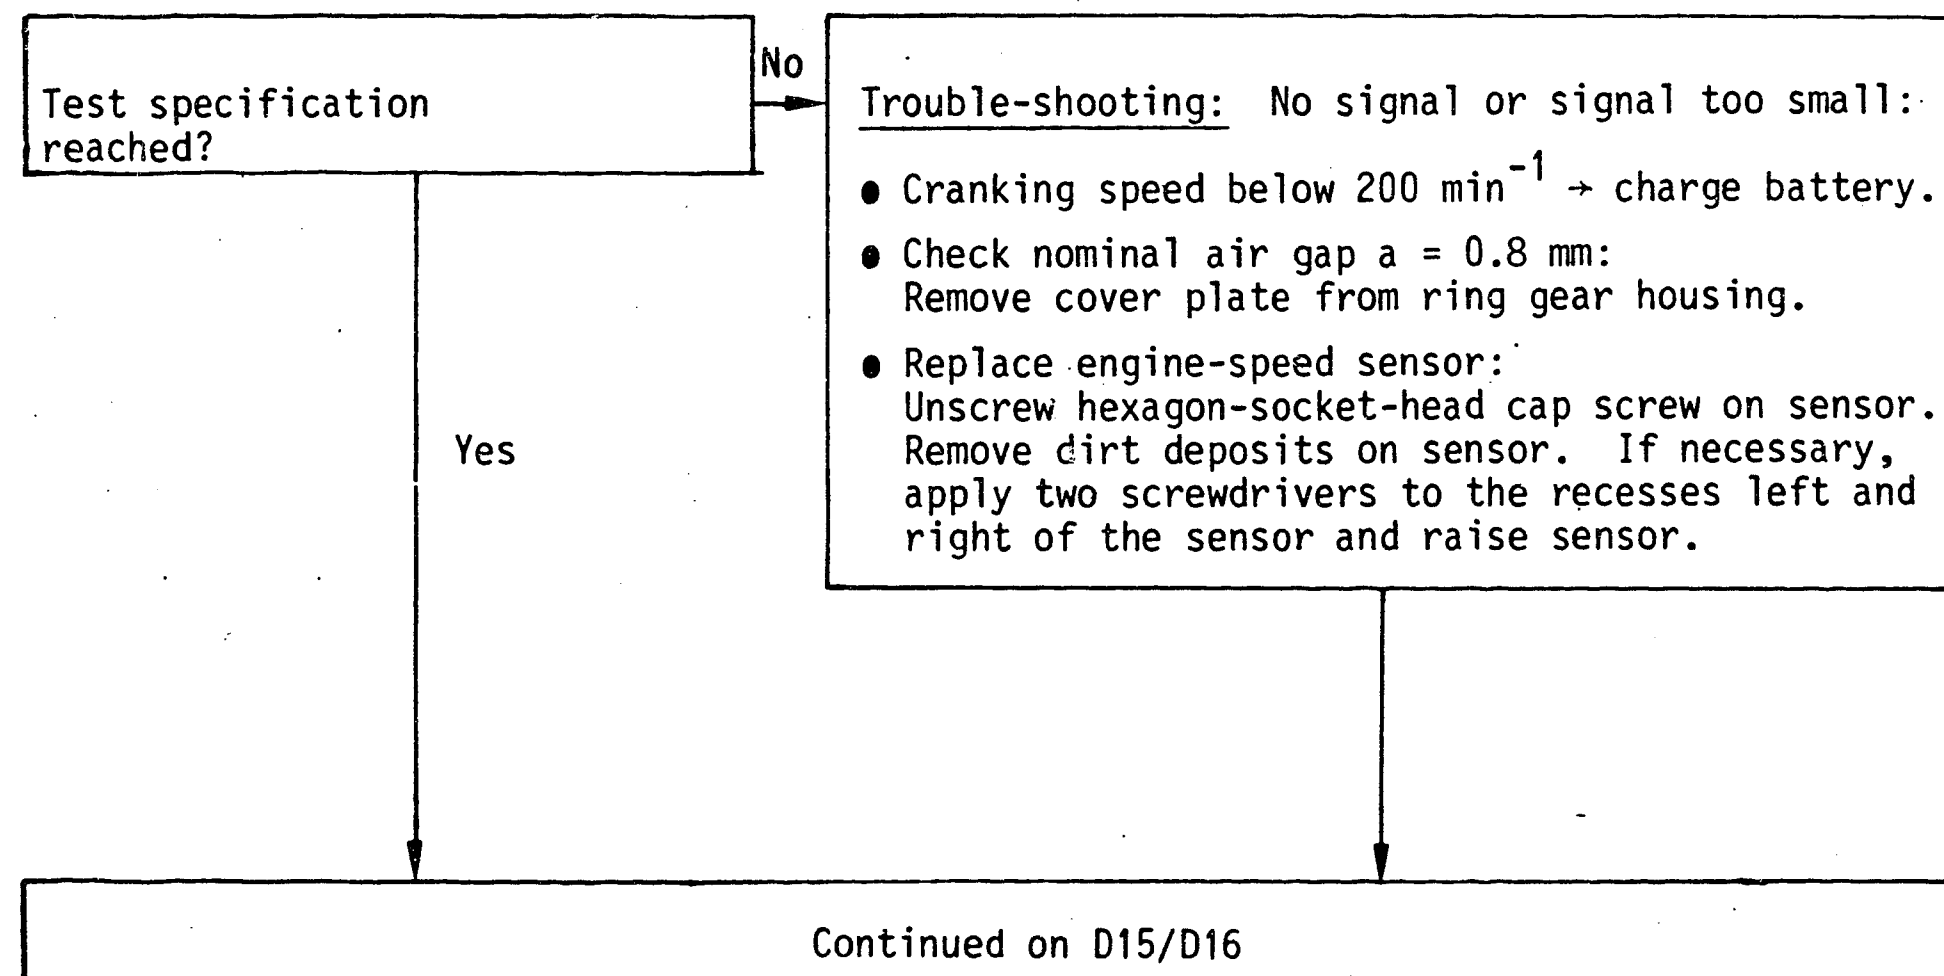 Test specification
reached?
No
Trouble-shooting: No signal or signal too small:
● Cranking speed below 200 min⁻¹ → charge battery.
● Check nominal air gap a = 0.8 mm:
Remove cover plate from ring gear housing.
● Replace engine-speed sensor:
Unscrew hexagon-socket-head cap screw on sensor.
Remove dirt deposits on sensor. If necessary,
apply two screwdrivers to the recesses left and
right of the sensor and raise sensor.
Yes
Continued on D15/D16